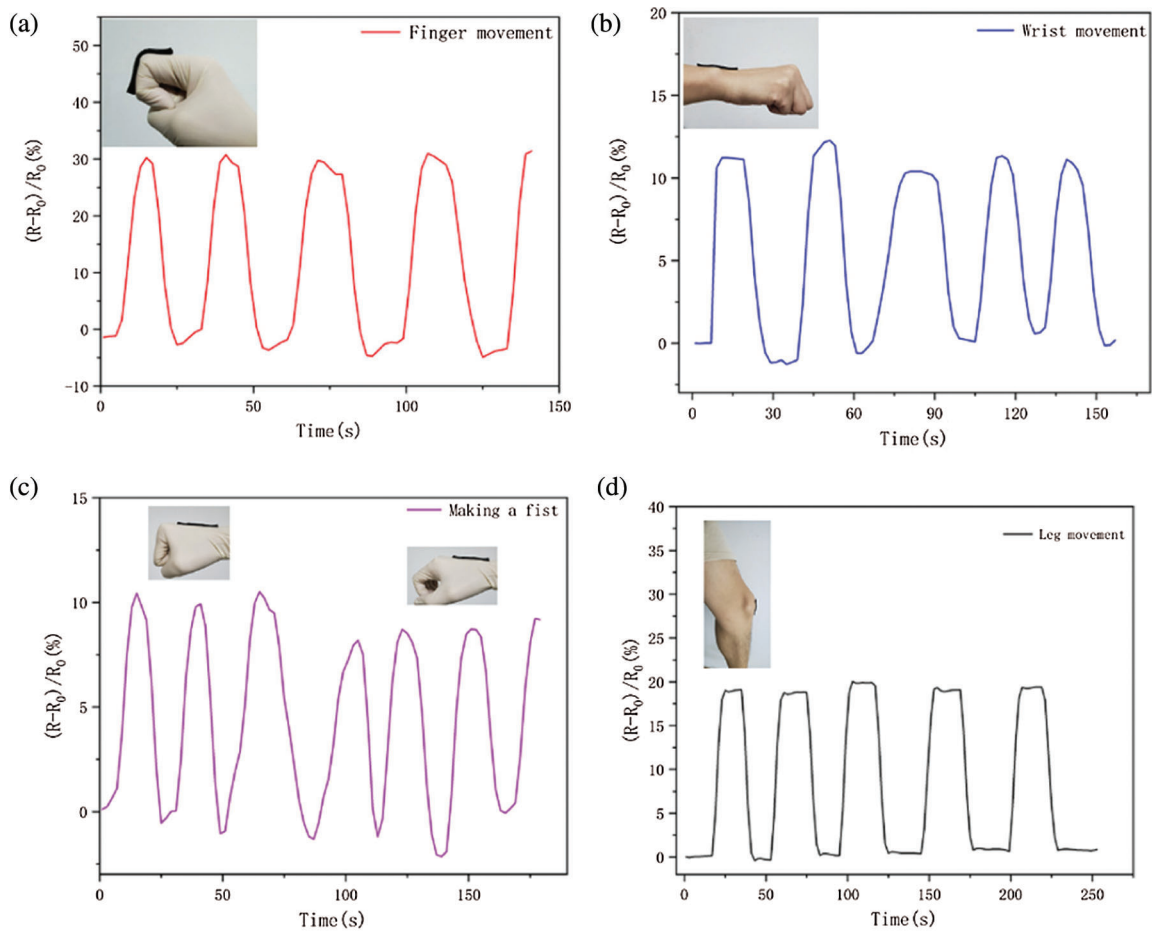 (a)
Finger movement
50
40
30
20
10
0
-10
(R-R0)/R0(%)
0 50 100 150
Time(s)
(b)
Wrist movement
20
15
10
5
0
(R-R0)/R0(%)
0 30 60 90 120 150
Time(s)
(c)
Making a fist
15
10
5
0
(R-R0)/R0(%)
0 50 100 150
Time(s)
(d)
Leg movement
40
35
30
25
20
15
10
5
0
(R-R0)/R0(%)
0 50 100 150 200 250
Time(s)